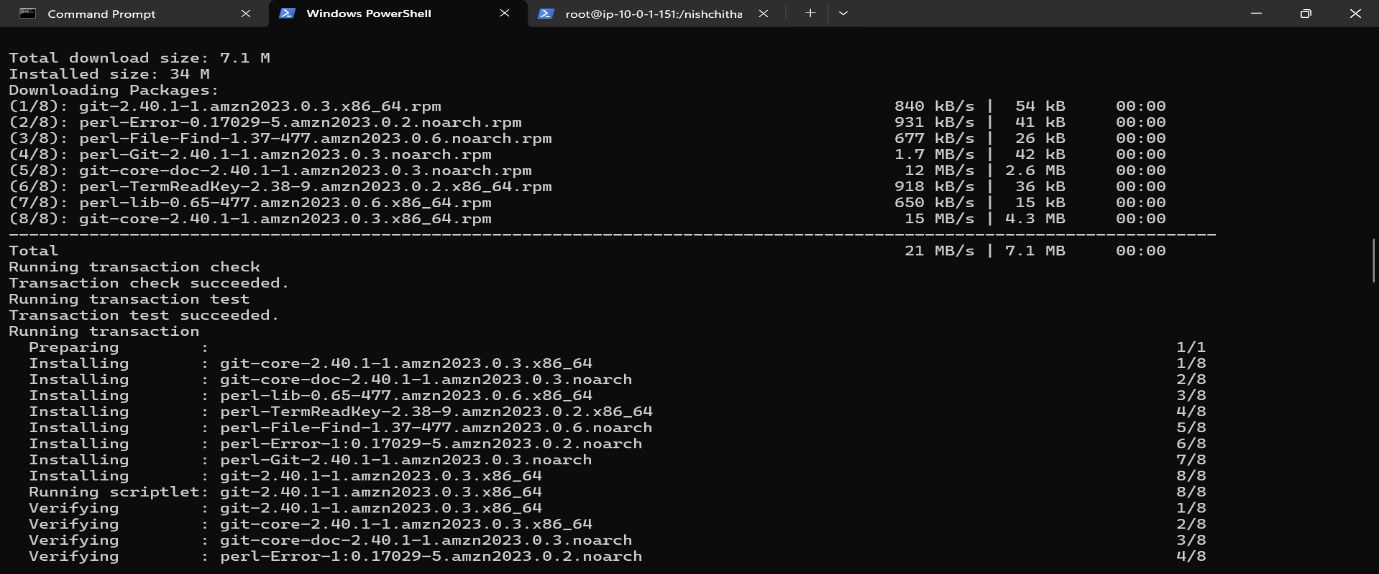 Command Prompt
Windows PowerShell
root@ip-10-0-1-151:/nishchitha
Total download size: 7.1 M
Installed size: 34 M
Downloading Packages:
(1/8): git-2.40.1-1.amzn2023.0.3.x86_64.rpm 840 kB/s | 54 kB 00:00
(2/8): perl-Error-0.17029-5.amzn2023.0.2.noarch.rpm 931 kB/s | 41 kB 00:00
(3/8): perl-File-Find-1.37-477.amzn2023.0.6.noarch.rpm 677 kB/s | 26 kB 00:00
(4/8): perl-Git-2.40.1-1.amzn2023.0.3.noarch.rpm 1.7 MB/s | 42 kB 00:00
(5/8): git-core-doc-2.40.1-1.amzn2023.0.3.noarch.rpm 12 MB/s | 2.6 MB 00:00
(6/8): perl-TermReadKey-2.38-9.amzn2023.0.2.x86_64.rpm 918 kB/s | 36 kB 00:00
(7/8): perl-lib-0.65-477.amzn2023.0.6.x86_64.rpm 650 kB/s | 15 kB 00:00
(8/8): git-core-2.40.1-1.amzn2023.0.3.x86_64.rpm 15 MB/s | 4.3 MB 00:00
--------------------------------------------------------------------------------
Total 21 MB/s | 7.1 MB 00:00
Running transaction check
Transaction check succeeded.
Running transaction test
Transaction test succeeded.
Running transaction
Preparing : 1/1
Installing : git-core-2.40.1-1.amzn2023.0.3.x86_64 1/8
Installing : git-core-doc-2.40.1-1.amzn2023.0.3.noarch 2/8
Installing : perl-lib-0.65-477.amzn2023.0.6.x86_64 3/8
Installing : perl-TermReadKey-2.38-9.amzn2023.0.2.x86_64 4/8
Installing : perl-File-Find-1.37-477.amzn2023.0.6.noarch 5/8
Installing : perl-Error-1:0.17029-5.amzn2023.0.2.noarch 6/8
Installing : perl-Git-2.40.1-1.amzn2023.0.3.noarch 7/8
Installing : git-2.40.1-1.amzn2023.0.3.x86_64 8/8
Running scriptlet: git-2.40.1-1.amzn2023.0.3.x86_64 8/8
Verifying : git-2.40.1-1.amzn2023.0.3.x86_64 1/8
Verifying : git-core-2.40.1-1.amzn2023.0.3.x86_64 2/8
Verifying : git-core-doc-2.40.1-1.amzn2023.0.3.noarch 3/8
Verifying : perl-Error-1:0.17029-5.amzn2023.0.2.noarch 4/8